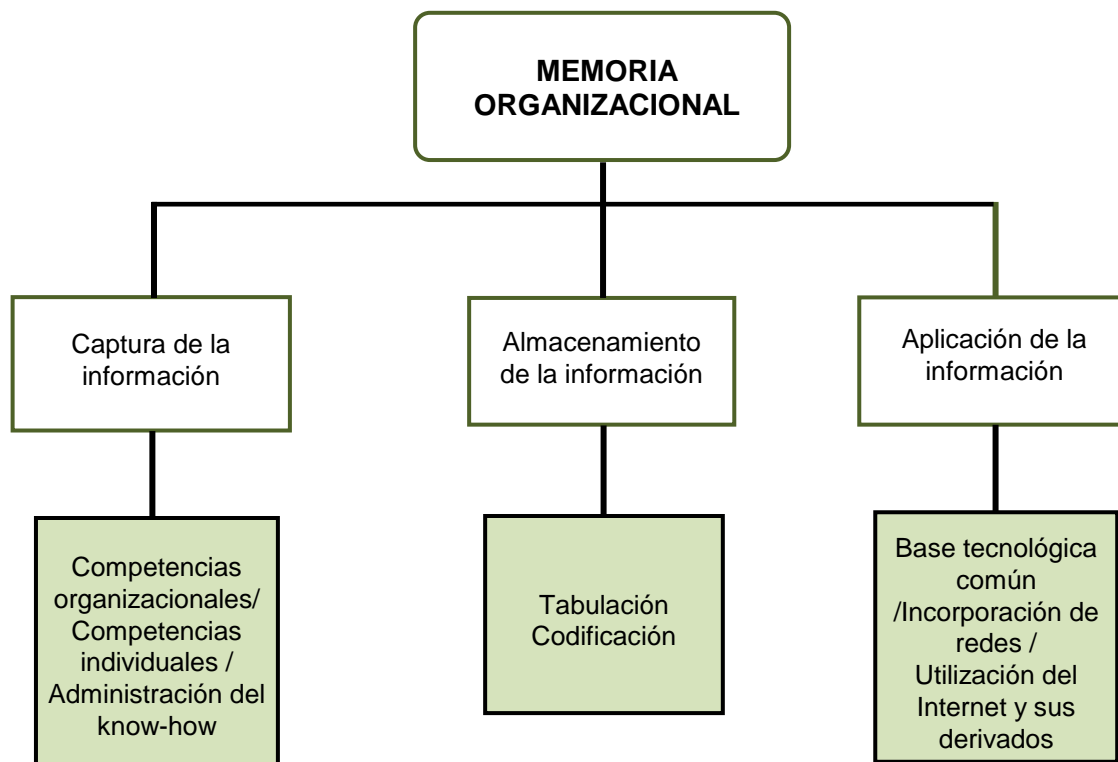 MEMORIA
ORGANIZACIONAL
Captura de la
información
Almacenamiento
de la información
Aplicación de la
información
Competencias
organizacionales/
Competencias
individuales /
Administración del
know-how
Tabulación
Codificación
Base tecnológica
común
/Incorporación de
redes /
Utilización del
Internet y sus
derivados